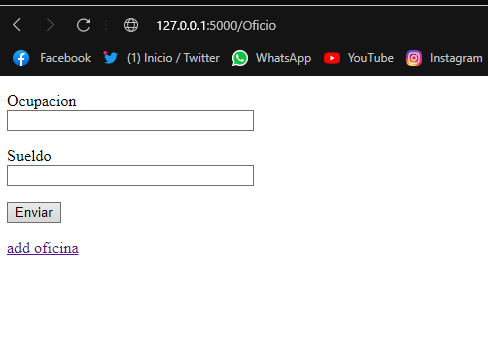 127.0.0.1:5000/Oficio
Facebook (1) Inicio / Twitter WhatsApp YouTube Instagram
Ocupacion
Sueldo
Enviar
add oficina